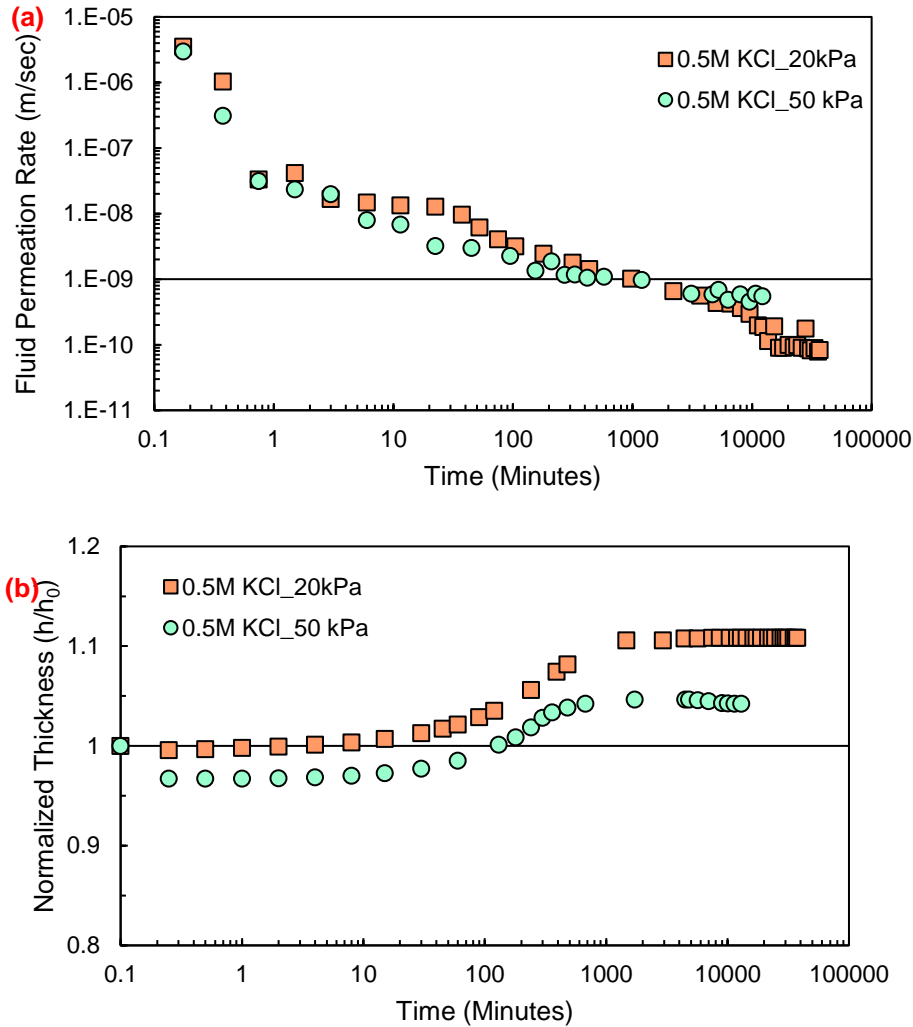 (a)
Fluid Permeation Rate (m/sec)
1.E-05
1.E-06
1.E-07
1.E-08
1.E-09
1.E-10
1.E-11
0.5M KCl_20kPa
0.5M KCl_50 kPa
0.1 1 10 100 1000 10000 100000
Time (Minutes)
(b)
Normalized Thickness (h/h0)
1.2
1.1
1
0.9
0.8
0.5M KCl_20kPa
0.5M KCl_50 kPa
0.1 1 10 100 1000 10000 100000
Time (Minutes)